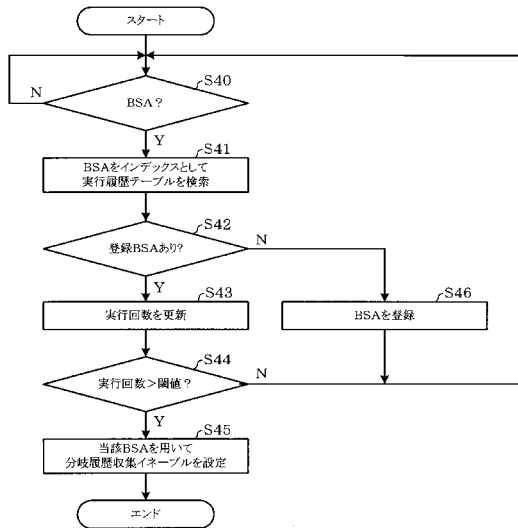 スタート
S40
N
BSA?
Y
S41
BSAをインデックスとして
実行履歴テーブルを検索
S42
登録BSAあり?
N
Y
S43
実行回数を更新
S46
BSAを登録
S44
実行回数>閾値?
N
Y
S45
当該BSAを用いて
分岐履歴収集イネーブルを設定
エンド